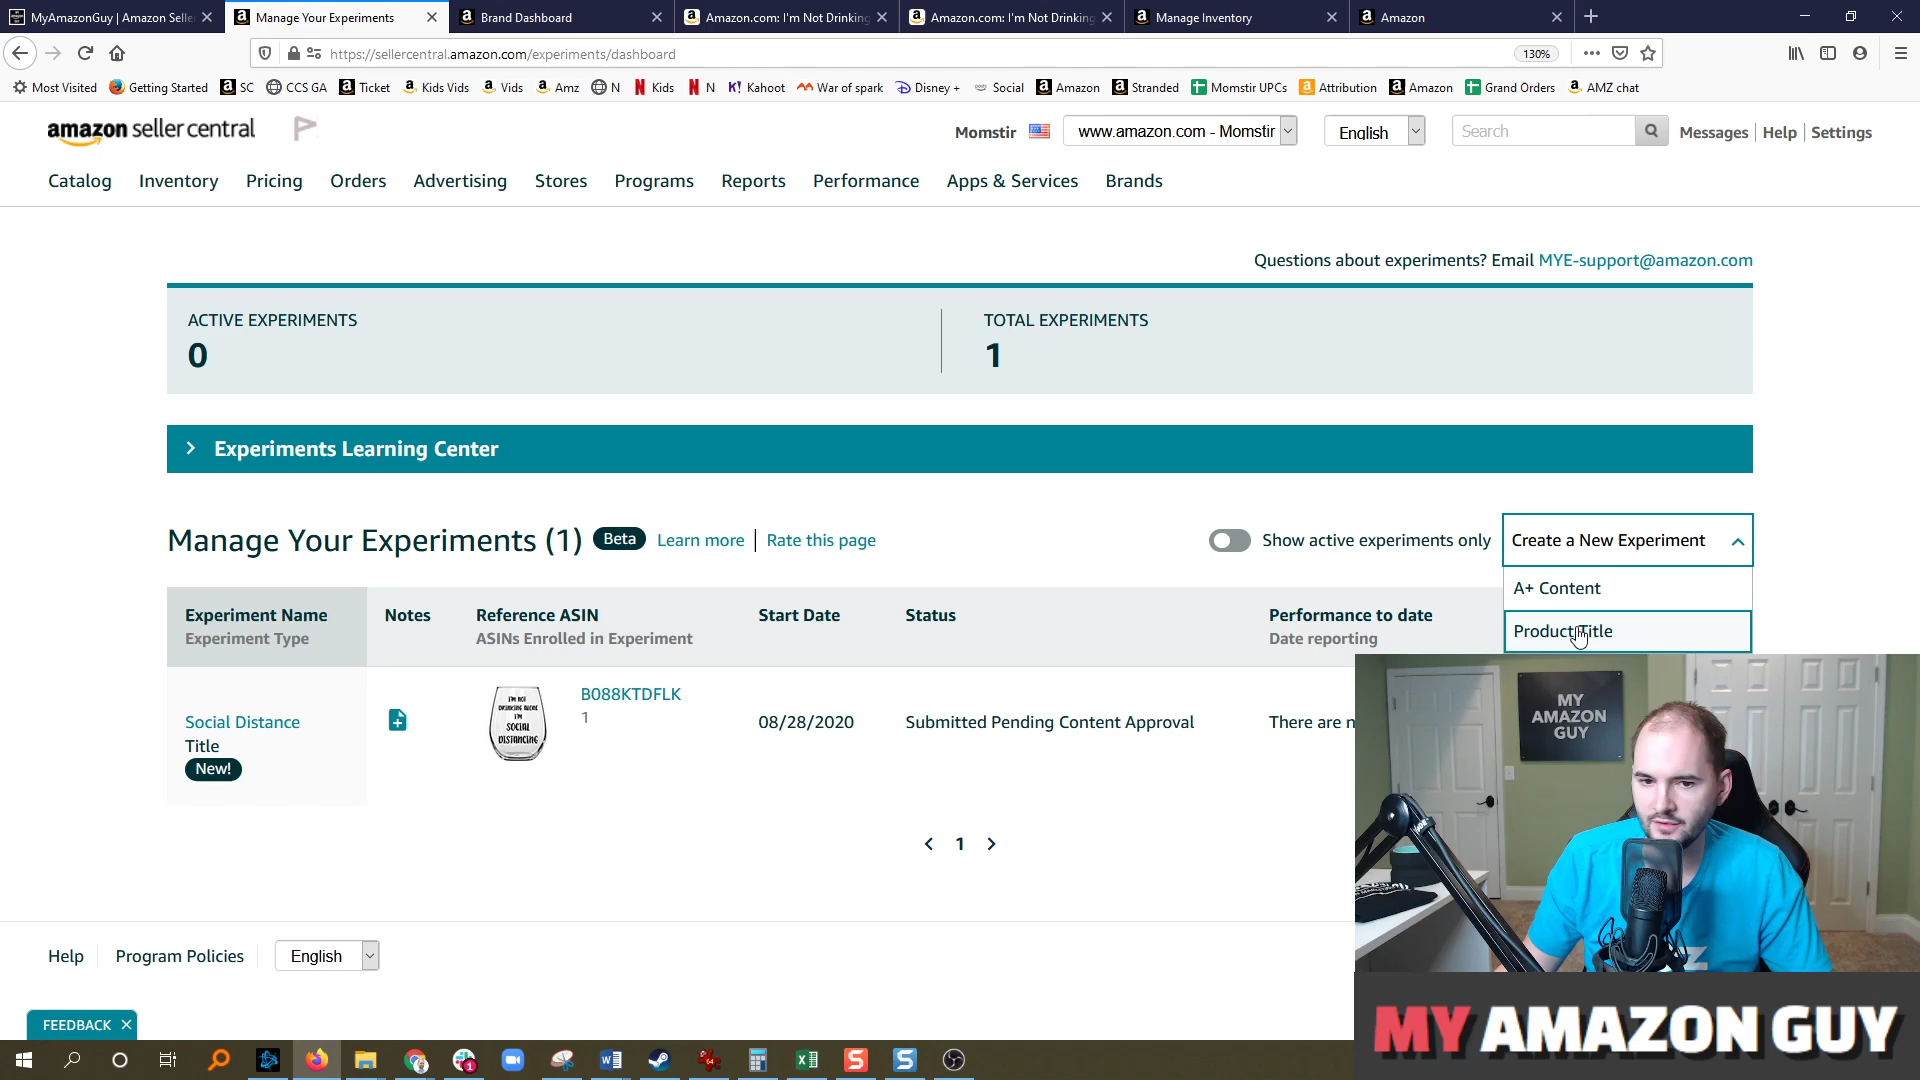 MyAmazonGuy | Amazon Selle
Manage Your Experiments
Brand Dashboard
Amazon.com: I'm Not Drinking
Amazon.com: I'm Not Drinking
Manage Inventory
Amazon
https://sellercentral.amazon.com/experiments/dashboard
130%
Most Visited
Getting Started
SC
CCS GA
Ticket
Kids Vids
Vids
Amz
N
Kids
N
Kahoot
War of spark
Disney +
Social
Amazon
Stranded
Momstir UPCs
Attribution
Amazon
Grand Orders
AMZ chat
amazon seller central
Momstir
www.amazon.com - Momstir
English
Search
Messages | Help | Settings
Catalog
Inventory
Pricing
Orders
Advertising
Stores
Programs
Reports
Performance
Apps & Services
Brands
Questions about experiments? Email MYE-support@amazon.com
ACTIVE EXPERIMENTS
0
TOTAL EXPERIMENTS
1
Experiments Learning Center
Manage Your Experiments (1)
Beta
Learn more
Rate this page
Show active experiments only
Create a New Experiment
A+ Content
Product Title
Experiment Name
Experiment Type
Notes
Reference ASIN
ASINs Enrolled in Experiment
Start Date
Status
Performance to date
Date reporting
Social Distance
Title
New!
I'M NOT
DRINKING ALONE
I'M
SOCIAL
DISTANCING
B088KTDFLK
1
08/28/2020
Submitted Pending Content Approval
There are n
1
MY
AMAZON
GUY
Help
Program Policies
English
FEEDBACK
MY AMAZON GUY